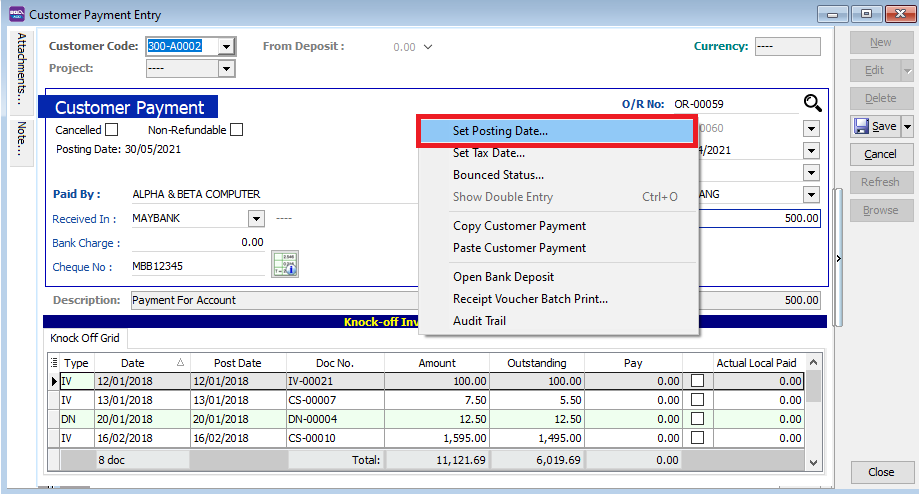 SQL ACC
Customer Payment Entry
Attachments...
Note...
Customer Code: 300-A0002 From Deposit : 0.00 Currency: ----
Project: ----
Customer Payment
O/R No: OR-00059
Cancelled Non-Refundable
Posting Date: 30/05/2021
0060
4/2021
Paid By : ALPHA & BETA COMPUTER
ANG
Received In : MAYBANK ----
500.00
Bank Charge : 0.00
Cheque No : MBB12345
Description: Payment For Account 500.00
Set Posting Date...
Set Tax Date...
Bounced Status...
Show Double Entry Ctrl+O
Copy Customer Payment
Paste Customer Payment
Open Bank Deposit
Receipt Voucher Batch Print...
Audit Trail
New
Edit
Delete
Save
Cancel
Refresh
Browse
Knock-off Inv
Knock Off Grid
Type Date Post Date Doc No. Amount Outstanding Pay Actual Local Paid
IV 12/01/2018 12/01/2018 IV-00021 100.00 100.00 0.00 0.00
IV 13/01/2018 13/01/2018 CS-00007 7.50 5.50 0.00 0.00
DN 20/01/2018 20/01/2018 DN-00004 12.50 12.50 0.00 0.00
IV 16/02/2018 16/02/2018 CS-00010 1,595.00 1,495.00 0.00 0.00
8 doc Total: 11,121.69 6,019.69 0.00
Close